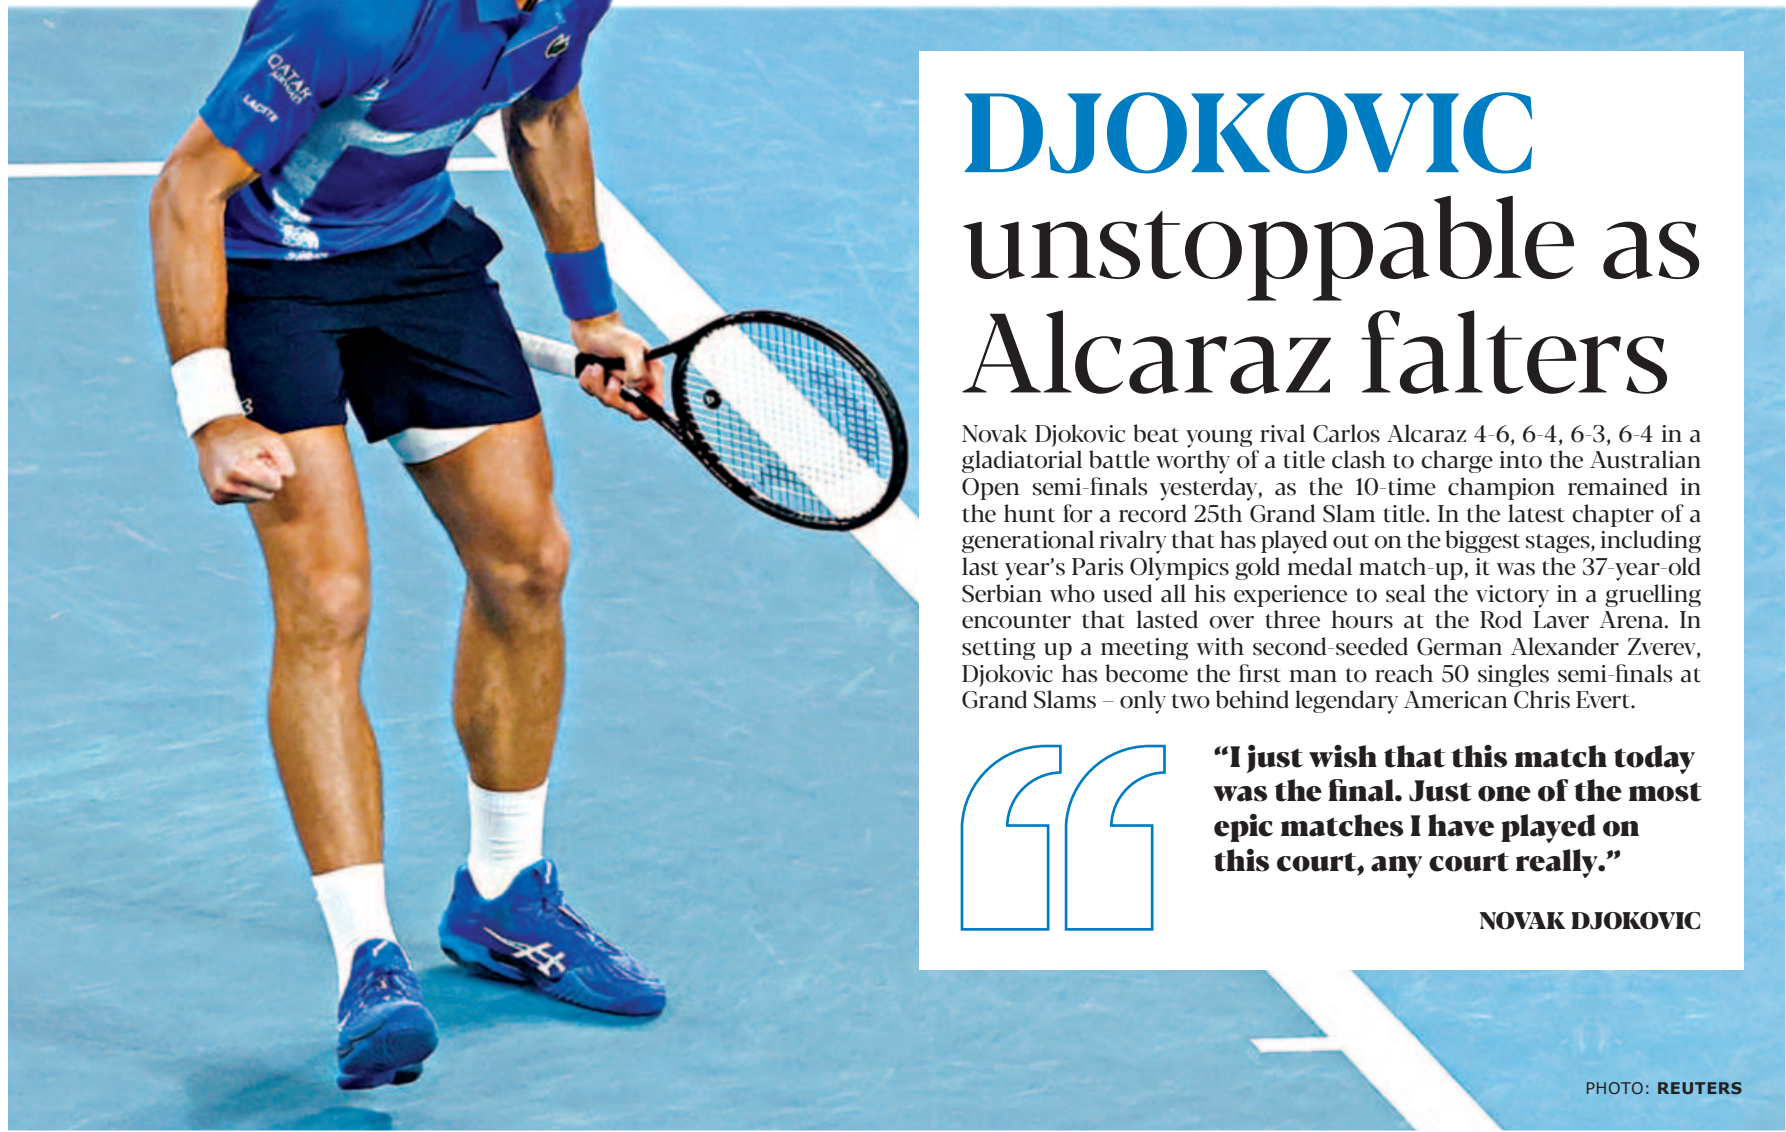 QATAR
AIRWAYS
LACOSTE
DJOKOVIC
unstoppable as
Alcaraz falters
Novak Djokovic beat young rival Carlos Alcaraz 4-6, 6-4, 6-3, 6-4 in a
gladiatorial battle worthy of a title clash to charge into the Australian
Open semi-finals yesterday, as the 10-time champion remained in
the hunt for a record 25th Grand Slam title. In the latest chapter of a
generational rivalry that has played out on the biggest stages, including
last year’s Paris Olympics gold medal match-up, it was the 37-year-old
Serbian who used all his experience to seal the victory in a gruelling
encounter that lasted over three hours at the Rod Laver Arena. In
setting up a meeting with second-seeded German Alexander Zverev,
Djokovic has become the first man to reach 50 singles semi-finals at
Grand Slams – only two behind legendary American Chris Evert.
“I just wish that this match today
was the final. Just one of the most
epic matches I have played on
this court, any court really.”
NOVAK DJOKOVIC
PHOTO: REUTERS